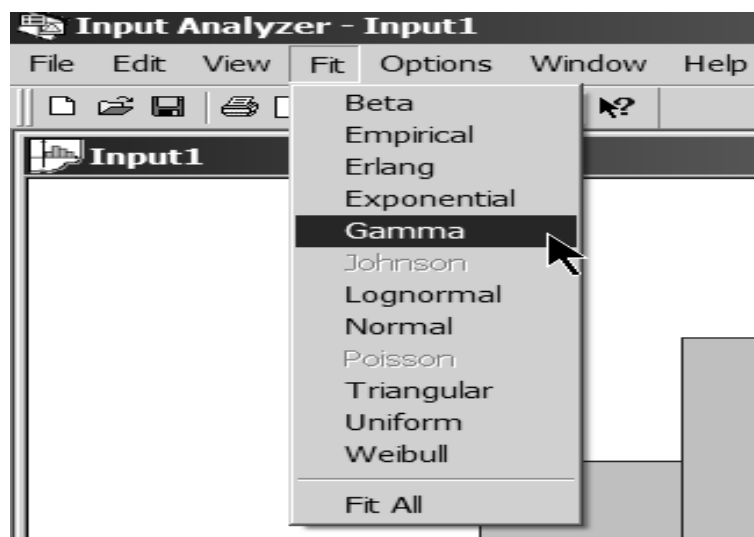 Input Analyzer - Input1
File Edit View Fit Options Window Help
Input1
Beta
Empirical
Erlang
Exponential
Gamma
Johnson
Lognormal
Normal
Poisson
Triangular
Uniform
Weibull
Fit All